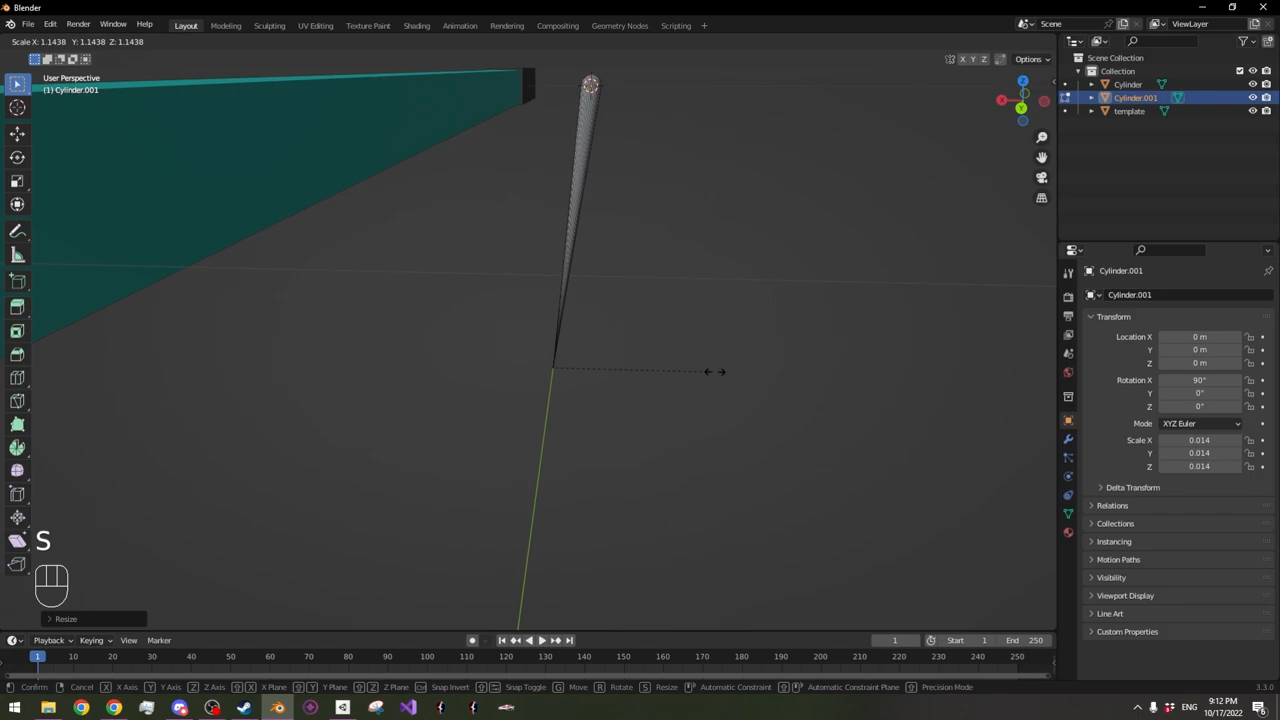 Blender
File Edit Render Window Help Layout Modeling Sculpting UV Editing Texture Paint Shading Animation Rendering Compositing Geometry Nodes Scripting + Scene ViewLayer
Scale X: 1.1438 Y: 1.1438 Z: 1.1438
X Y Z Options
User Perspective
(1) Cylinder.001
Scene Collection
Collection
Cylinder
Cylinder.001
template
Z
X
Y
Cylinder.001
Cylinder.001
Transform
Location X 0 m
Y 0 m
Z 0 m
Rotation X 90°
Y 0°
Z 0°
Mode XYZ Euler
Scale X 0.014
Y 0.014
Z 0.014
Delta Transform
Relations
Collections
Instancing
Motion Paths
Visibility
Viewport Display
Line Art
Custom Properties
S
Resize
Playback Keying View Marker 1 Start 1 End 250
1 10 20 30 40 50 60 70 80 90 100 110 120 130 140 150 160 170 180 190 200 210 220 230 240 250
Confirm Cancel X X Axis Y Y Axis Z Z Axis X X Plane Y Y Plane Z Z Plane Snap Invert Snap Toggle G Move R Rotate S Resize Automatic Constraint Automatic Constraint Plane Precision Mode 3.3.0
ENG 9:12 PM
10/17/2022